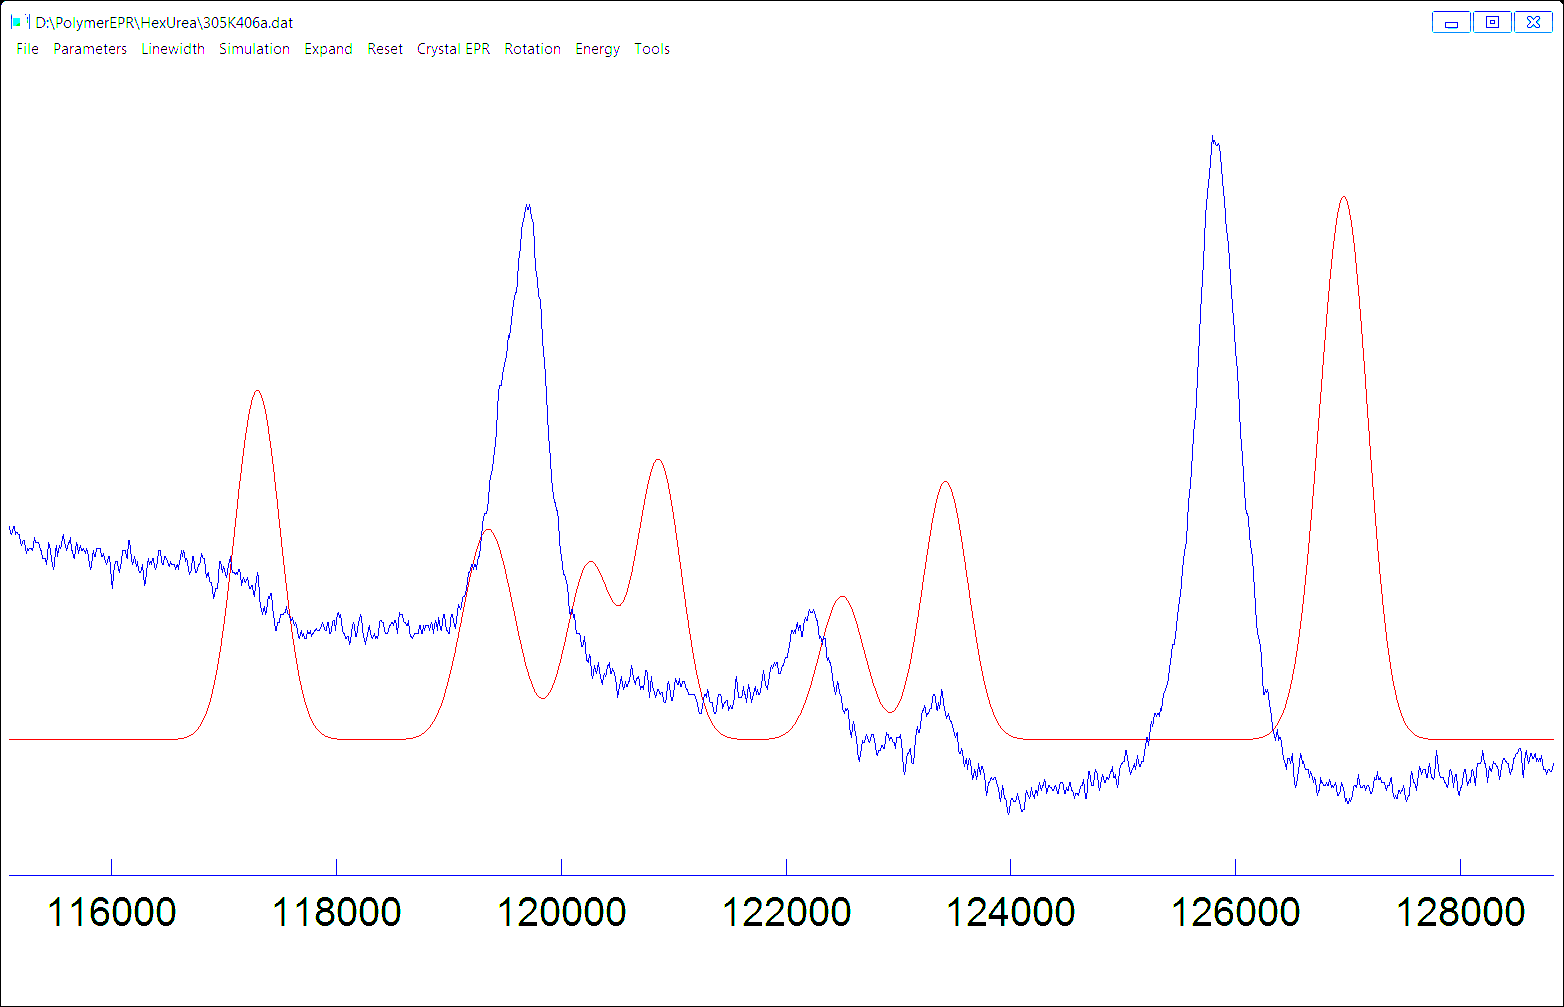 D:\PolymerEPR\HexUrea\305K406a.dat
File Parameters Linewidth Simulation Expand Reset Crystal EPR Rotation Energy Tools
116000 118000 120000 122000 124000 126000 128000